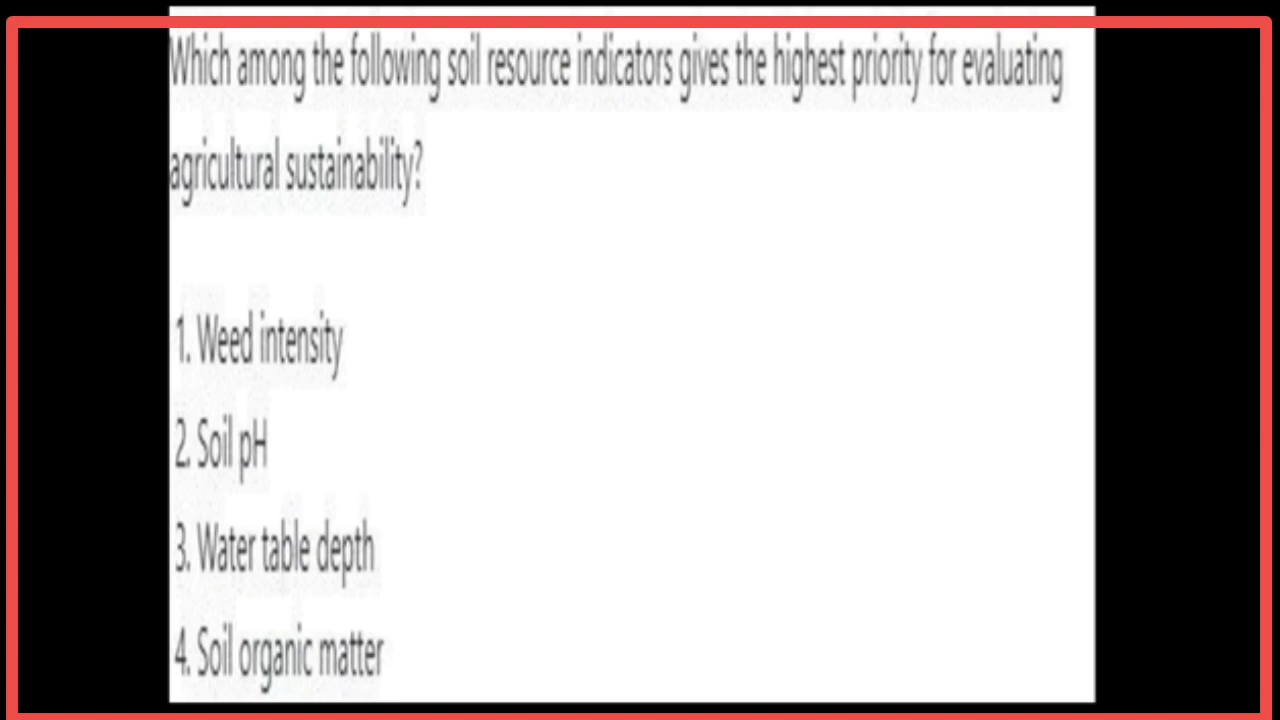 Which among the following soil resource indicators gives the highest priority for evaluating
agricultural sustainability?
1. Weed intensity
2. Soil pH
3. Water table depth
4. Soil organic matter